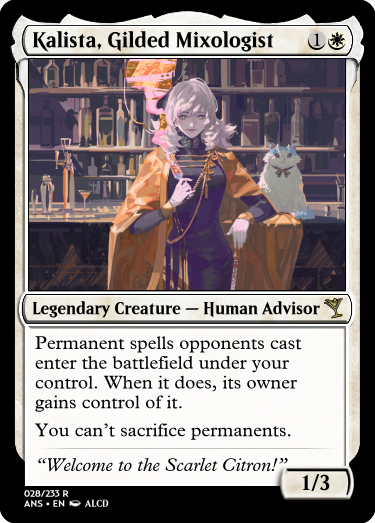 Kalista, Gilded Mixologist 1
Legendary Creature — Human Advisor
Permanent spells opponents cast
enter the battlefield under your
control. When it does, its owner
gains control of it.
You can't sacrifice permanents.
"Welcome to the Scarlet Citron!"
1/3
028/233 R
ANS • EN ALCD